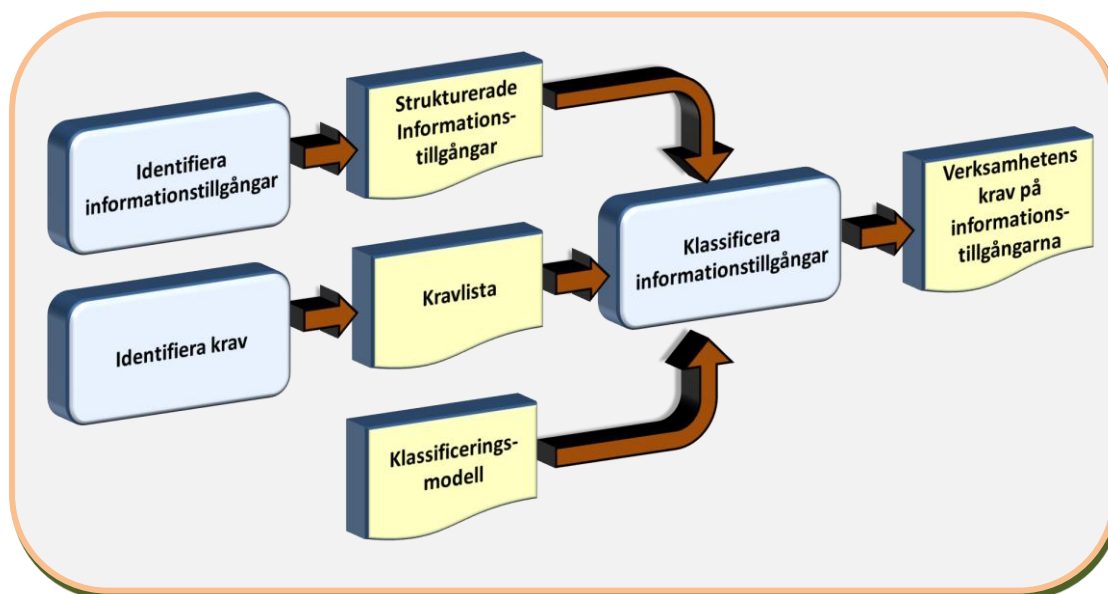 Identifiera
informationstillgångar
Strukturerade
Informations-
tillgångar
Identifiera krav
Kravlista
Klassificerings-
modell
Klassificera
informationstillgångar
Verksamhetens
krav på
informations-
tillgångarna